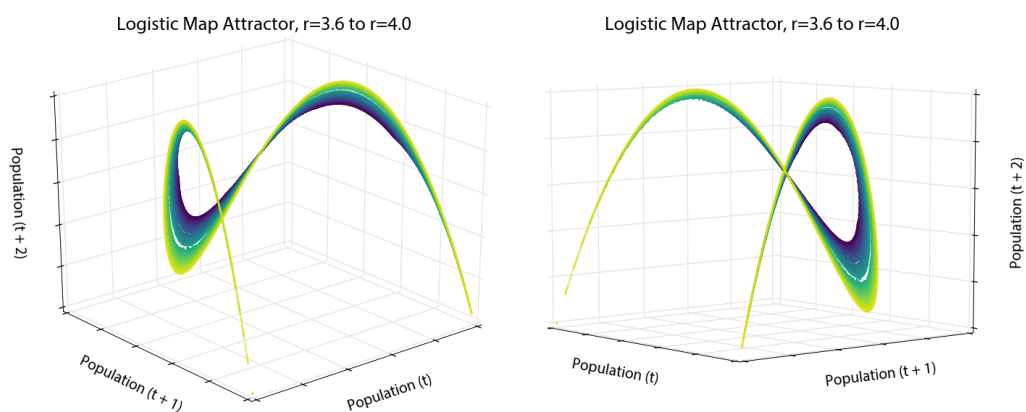 Logistic Map Attractor, r=3.6 to r=4.0
Population (t + 2)
Population (t + 1)
Population (t)
Logistic Map Attractor, r=3.6 to r=4.0
Population (t + 2)
Population (t)
Population (t + 1)